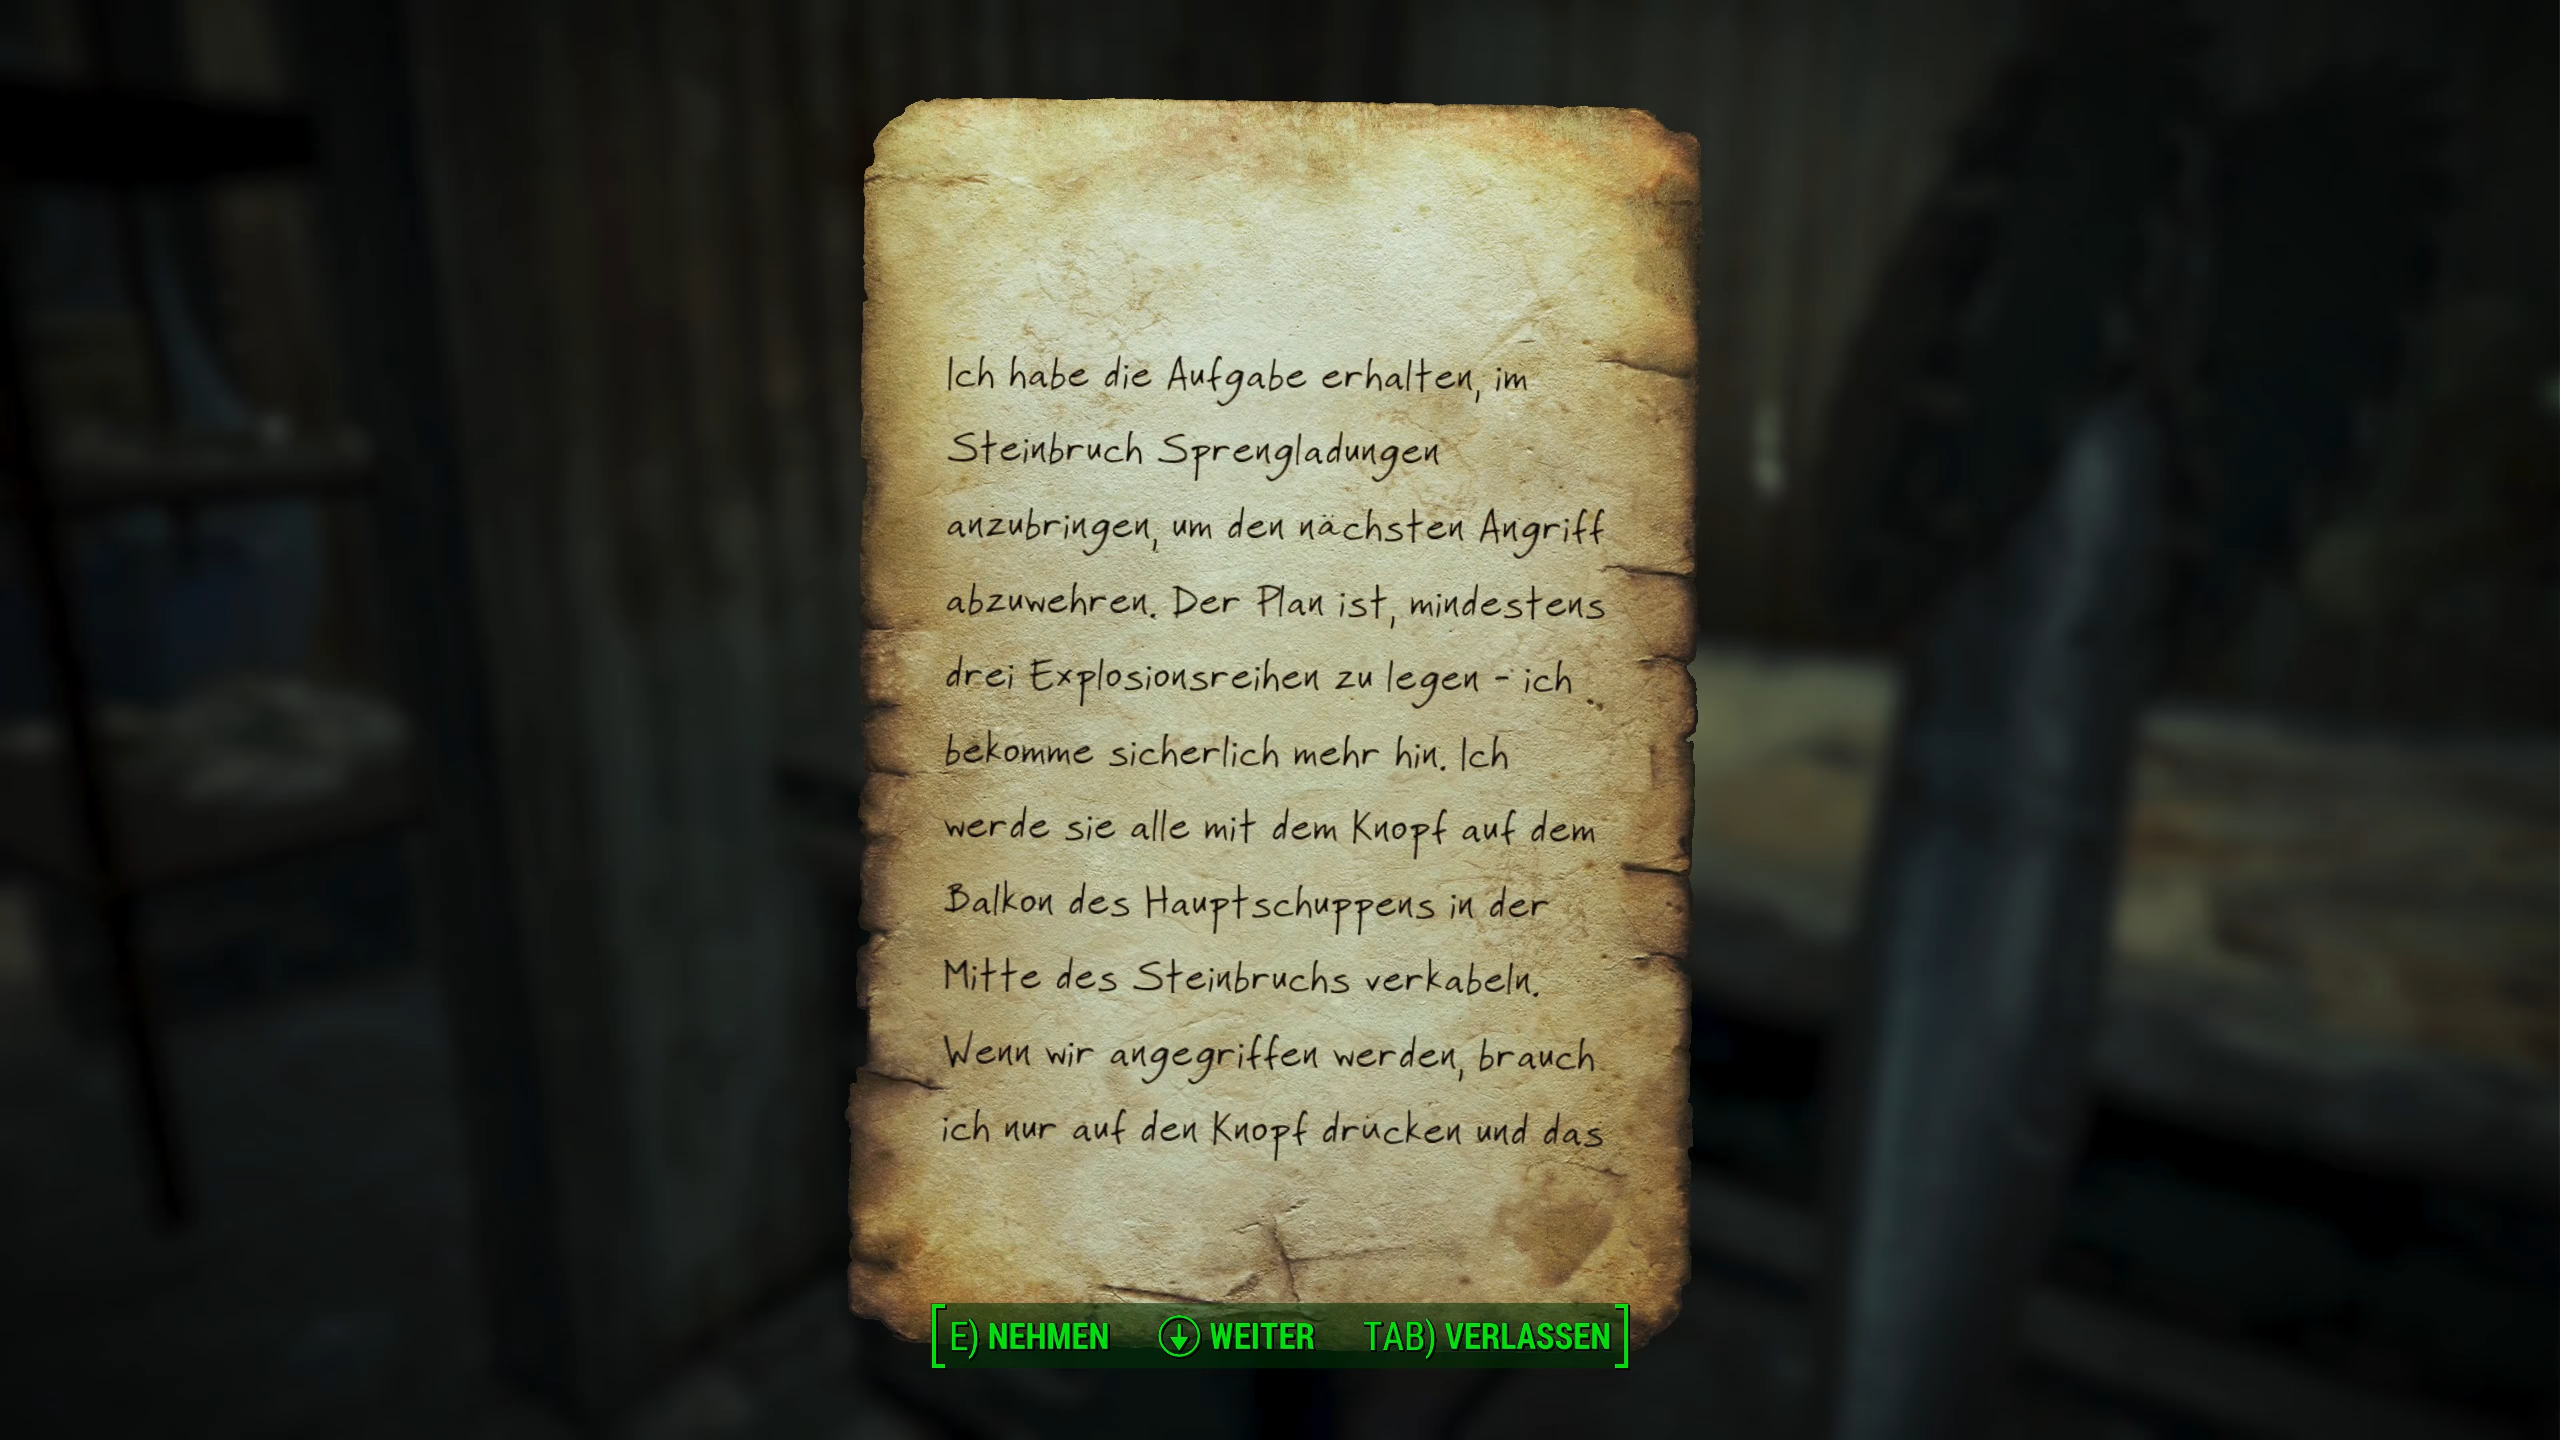 Ich habe die Aufgabe erhalten, im
Steinbruch Sprengladungen
anzubringen, um den nächsten Angriff
abzuwehren. Der Plan ist, mindestens
drei Explosionsreihen zu legen - ich
bekomme sicherlich mehr hin. Ich
werde sie alle mit dem Knopf auf dem
Balkon des Hauptschuppens in der
Mitte des Steinbruchs verkabeln.
Wenn wir angegriffen werden, brauch
ich nur auf den Knopf drücken und das
E) NEHMEN WEITER TAB) VERLASSEN